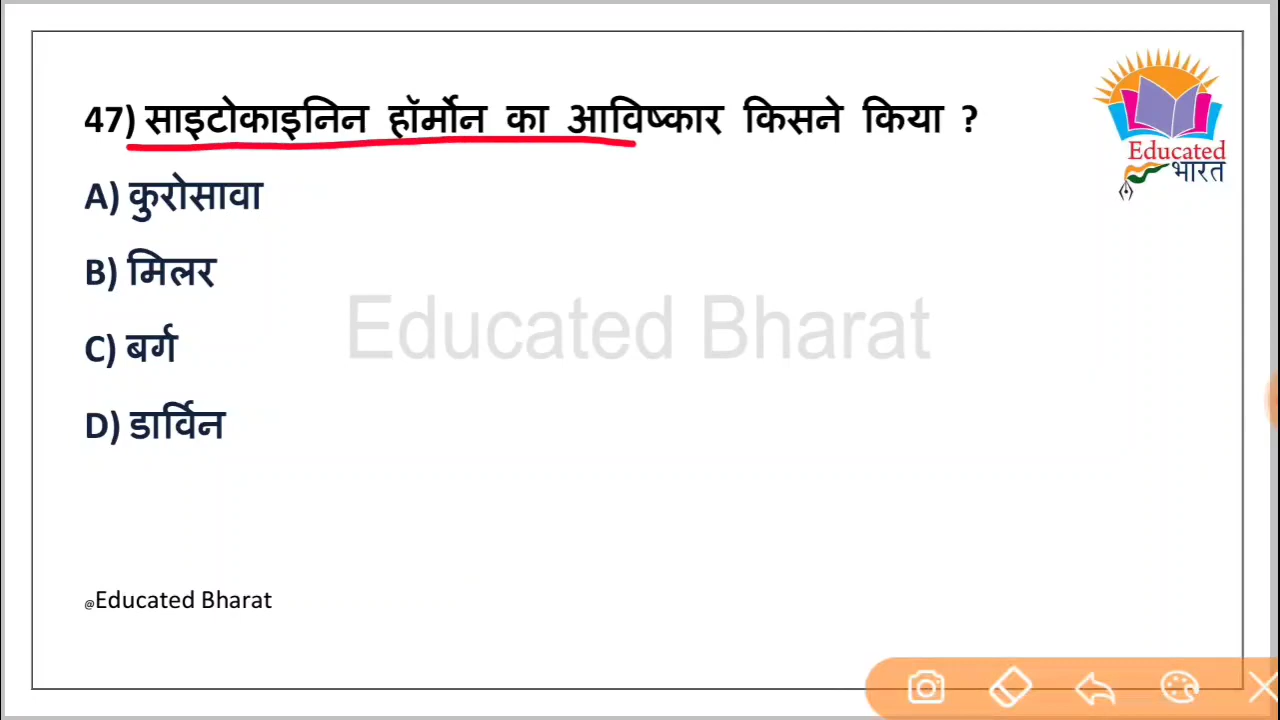 47) साइटोकाइनिन हॉर्मोन का आविष्कार किसने किया ?
Educated
भारत
A) कुरोसावा
B) मिलर
Educated Bharat
C) बर्ग
D) डार्विन
@Educated Bharat